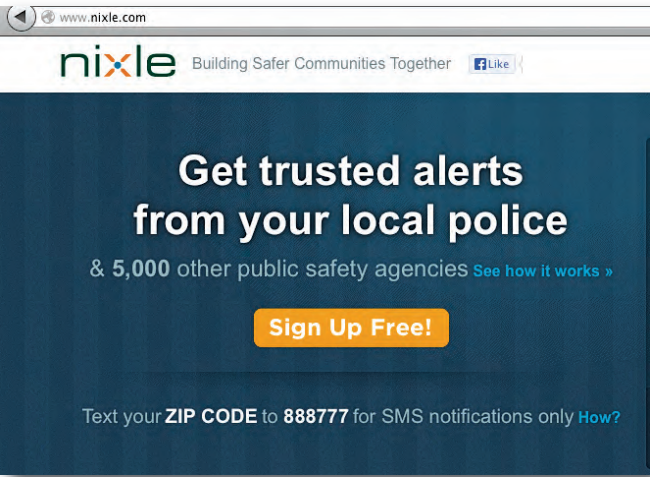 www.nixle.com
nixle Building Safer Communities Together Like
Get trusted alerts
from your local police
& 5,000 other public safety agencies See how it works »
Sign Up Free!
Text your ZIP CODE to 888777 for SMS notifications only How?